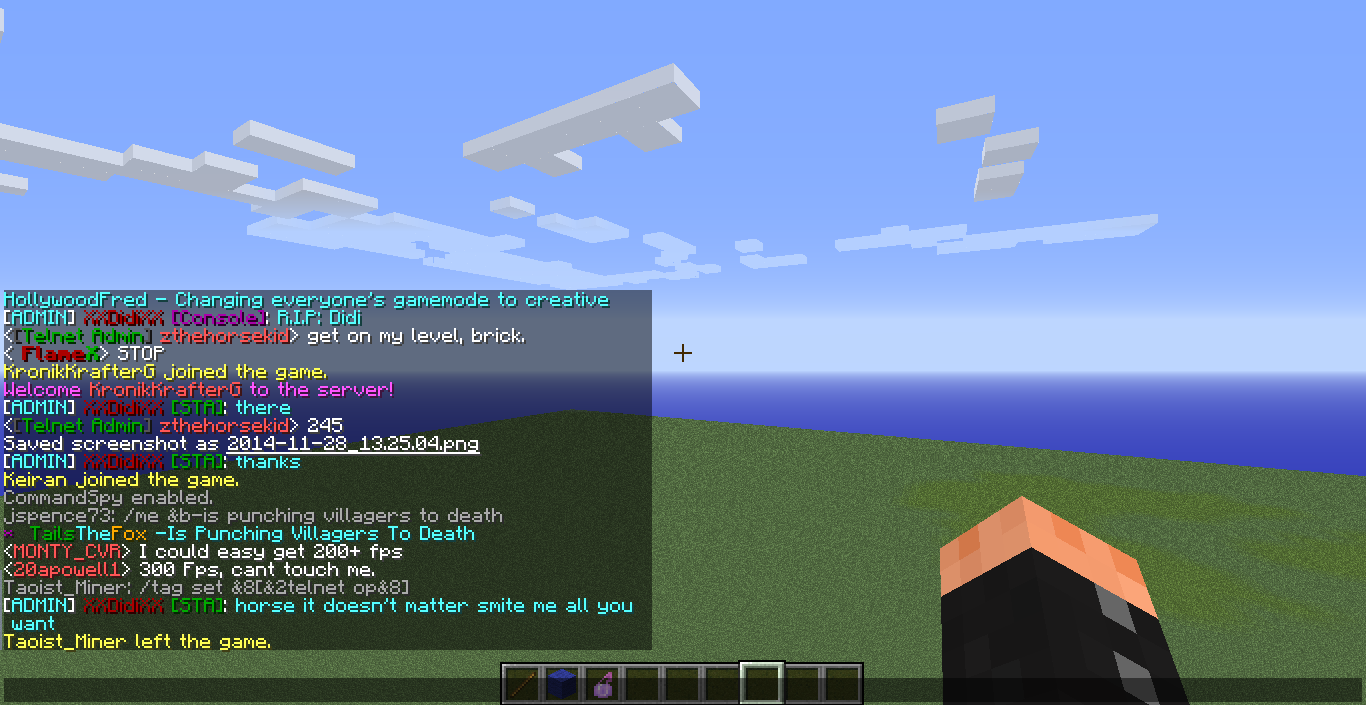 HollywoodFred - Changing everyone's gamemode to creative
[ADMIN] XXDidiXX [Console]: R.I.P: Didi
<[Telnet Admin] zthehorsekid> get on my level, brick.
< FlameX> STOP
KronikKrafterG joined the game.
Welcome KronikKrafterG to the server!
[ADMIN] XXDidiXX [STA]: there
<[Telnet Admin] zthehorsekid> 245
Saved screenshot as 2014-11-28_13.25.04.png
[ADMIN] XXDidiXX [STA]: thanks
Keiran joined the game.
CommandSpy enabled.
jspence73: /me &b-is punching villagers to death
* TailsTheFox -Is Punching Villagers To Death
<MONTY_CVR> I could easy get 200+ fps
<20apowell1> 300 Fps, cant touch me.
Taoist_Miner: /tag set &8[&2telnet op&8]
[ADMIN] XXDidiXX [STA]: horse it doesn't matter smite me all you
want
Taoist_Miner left the game.